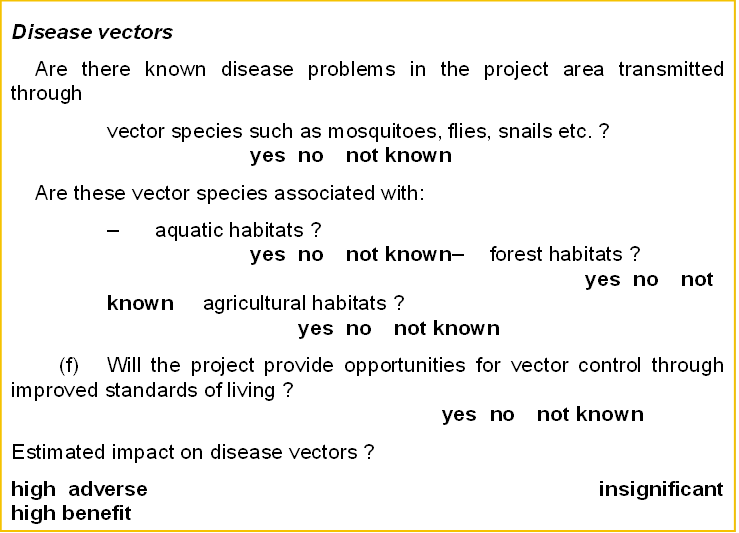 Disease vectors
Are there known disease problems in the project area transmitted
through
vector species such as mosquitoes, flies, snails etc. ?
yes no not known
Are these vector species associated with:
– aquatic habitats ?
yes no not known– forest habitats ?
yes no not
known agricultural habitats ?
yes no not known
(f) Will the project provide opportunities for vector control through
improved standards of living ?
yes no not known
Estimated impact on disease vectors ?
high adverse insignificant
high benefit